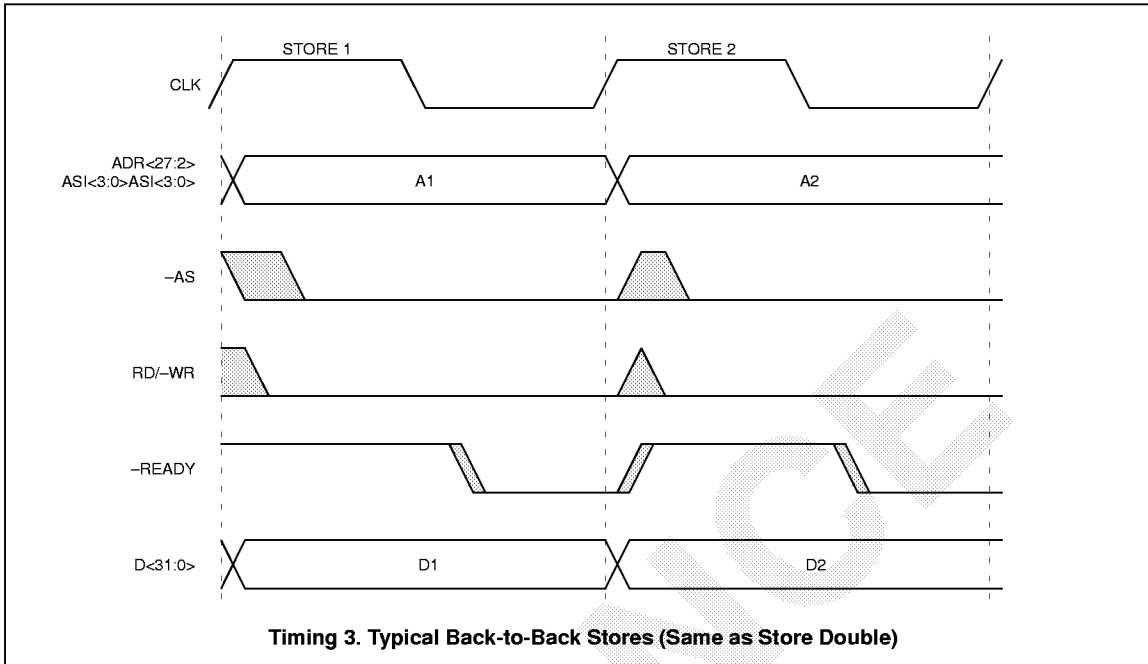 STORE 1
STORE 2
CLK
ADR<27:2>
ASI<3:0>ASI<3:0>
A1
A2
–AS
RD/–WR
–READY
D<31:0>
D1
D2
NCE
Timing 3. Typical Back-to-Back Stores (Same as Store Double)